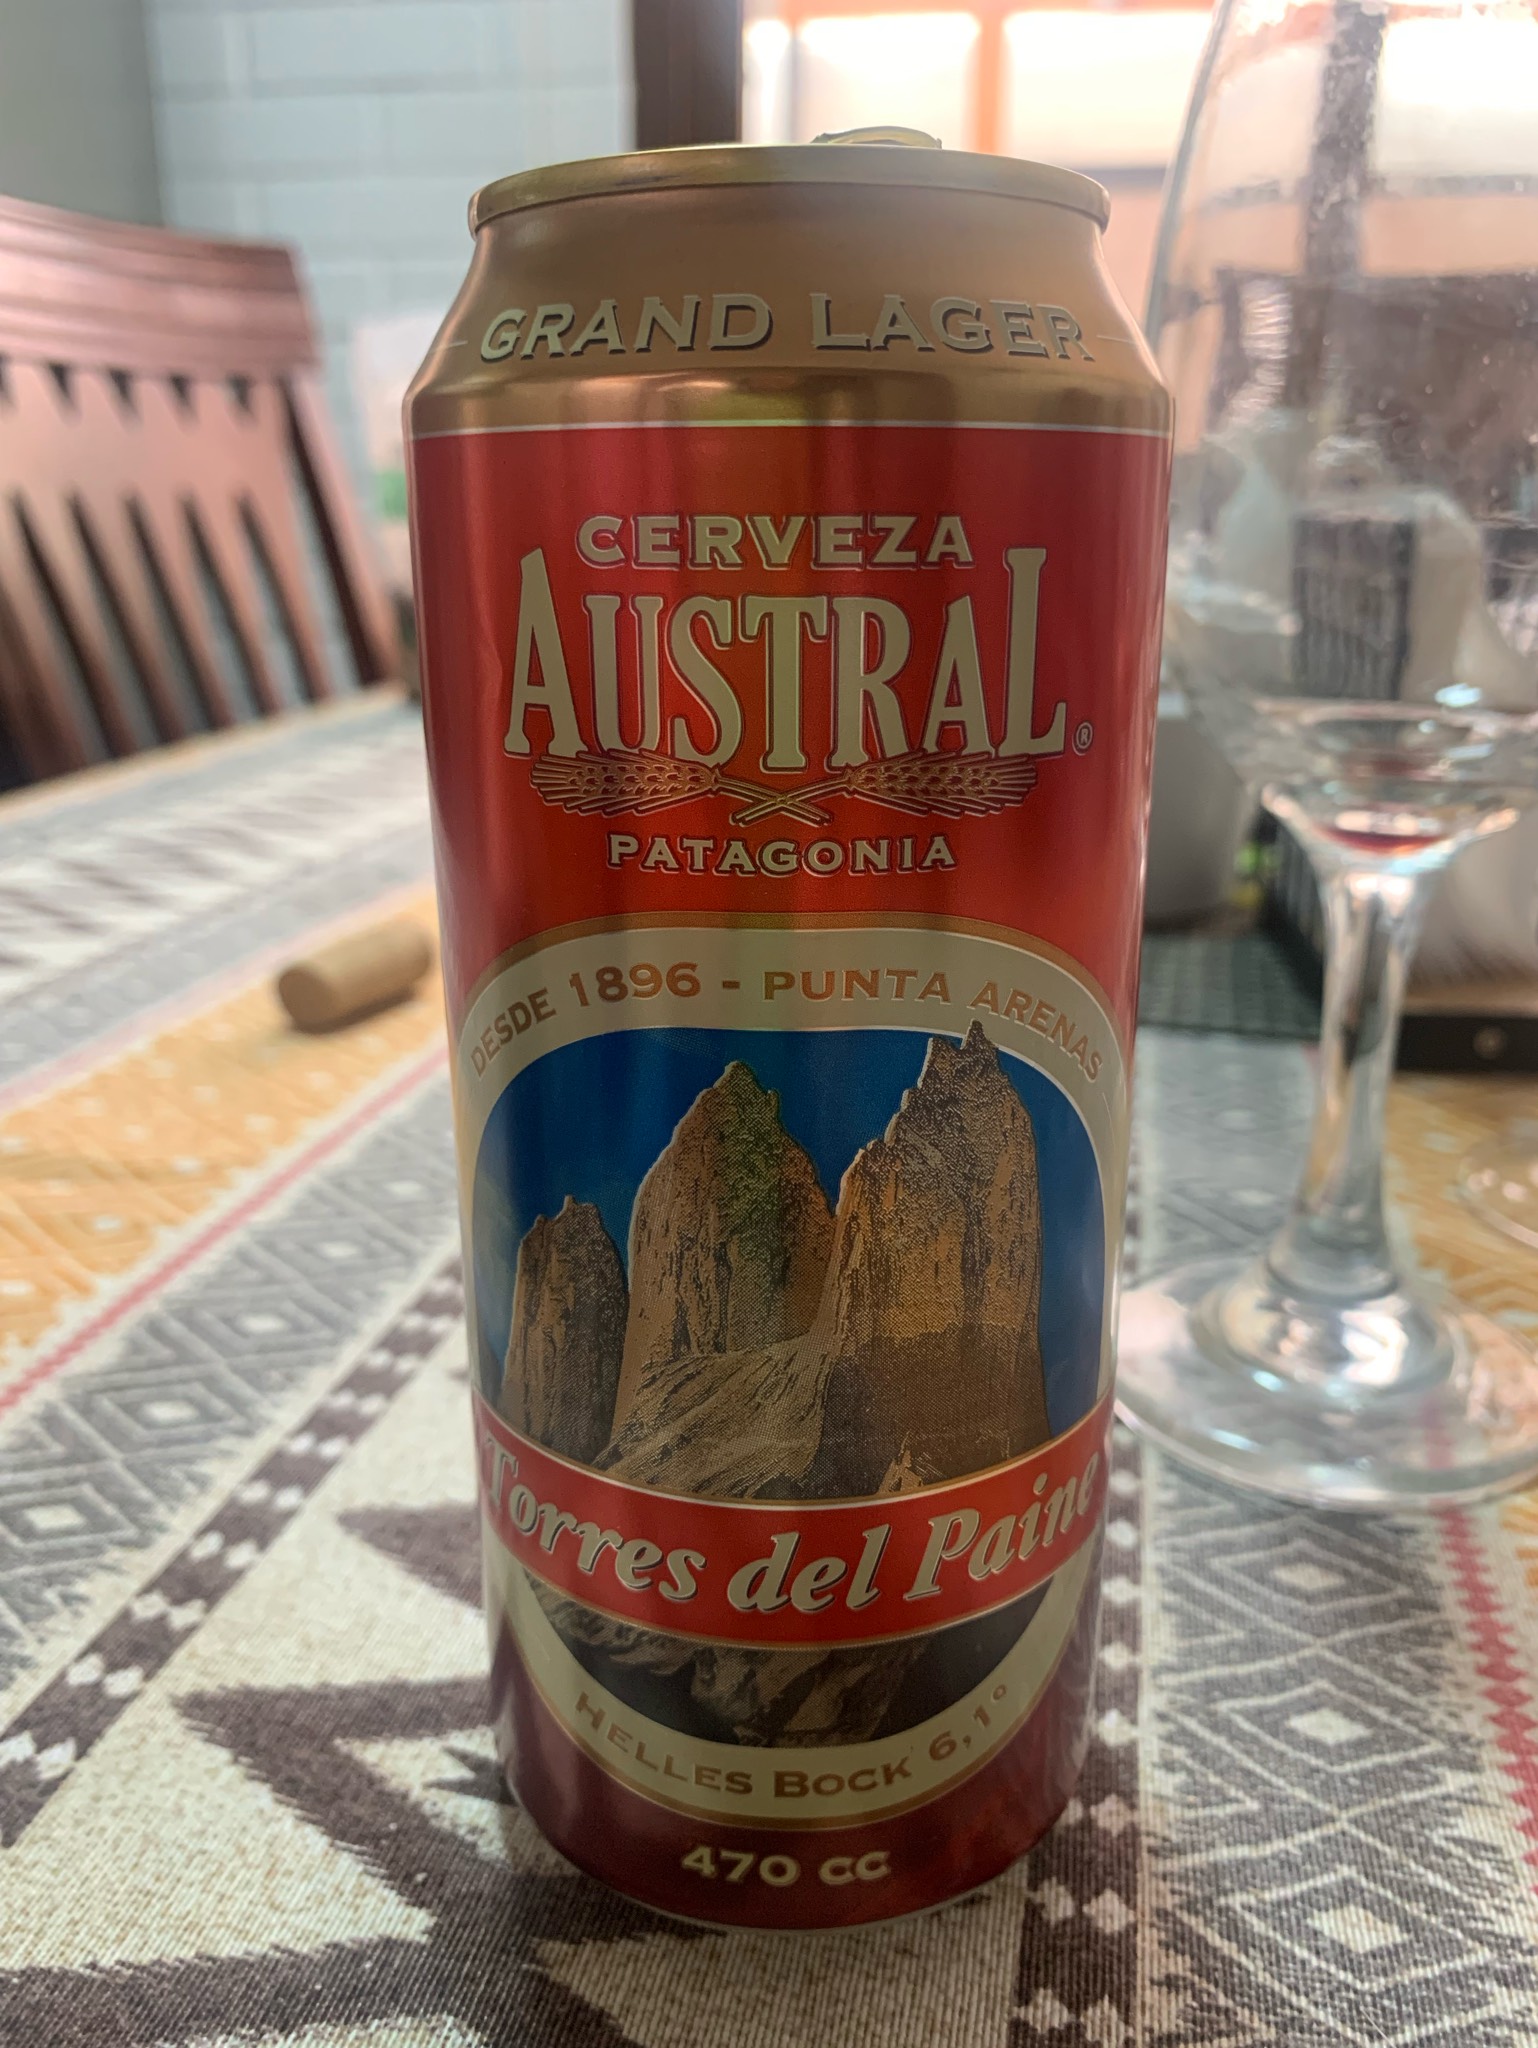 GRAND LAGER
CERVEZA
AUSTRAL®
PATAGONIA
DESDE 1896 - PUNTA ARENAS
Torres del Paine
HELLES BOCK 6,1°
470 CC